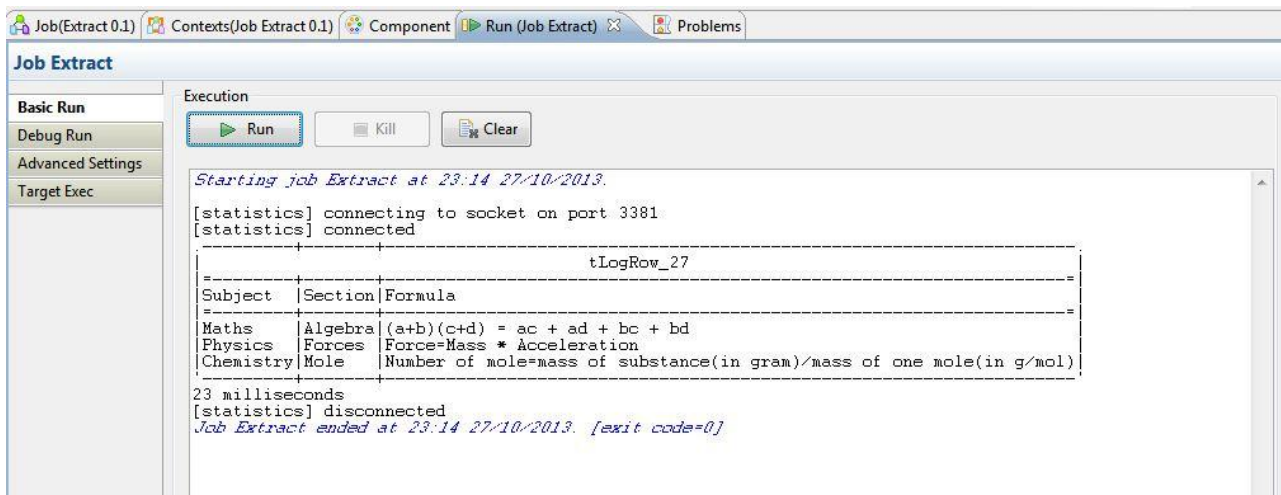 Job(Extract 0.1) Contexts(Job Extract 0.1) Component Run (Job Extract) Problems
Job Extract
Basic Run
Debug Run
Advanced Settings
Target Exec
Execution
Run Kill Clear
Starting job Extract at 23:14 27/10/2013.
[statistics] connecting to socket on port 3381
[statistics] connected
tLogRow_27
|Subject |Section|Formula
|Maths |Algebra|(a+b)(c+d) = ac + ad + bc + bd
|Physics |Forces |Force=Mass * Acceleration
|Chemistry|Mole |Number of mole=mass of substance(in gram)/mass of one mole(in g/mol)|
23 milliseconds
[statistics] disconnected
Job Extract ended at 23:14 27/10/2013. [exit code=0]